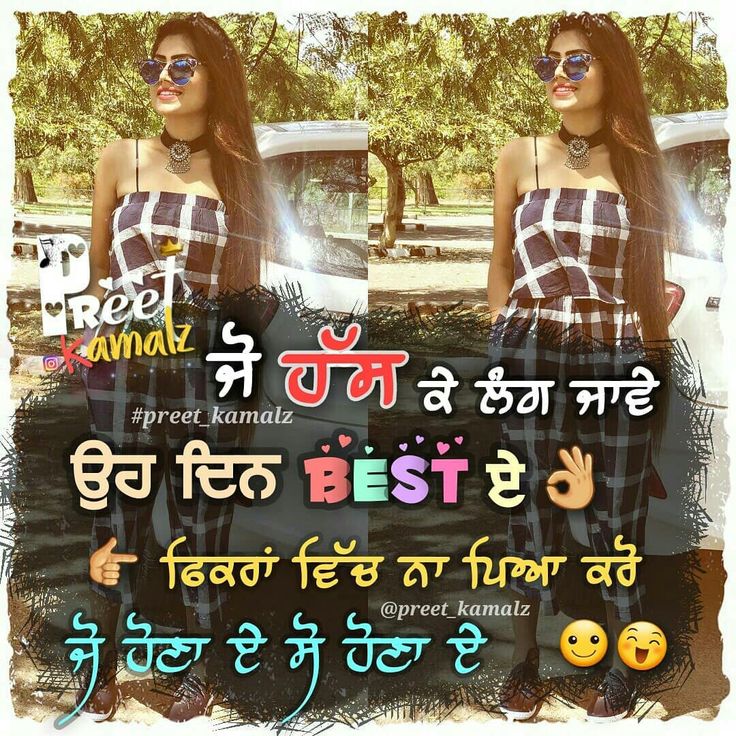 Preet
Kamalz
ਜੋ ਹੱਸ ਕੇ ਲੰਗ ਜਾਵੇ
#preet_kamalz
ਉਹ ਦਿਨ BEST ਏ 👌
👉 ਫਿਕਰਾਂ ਵਿੱਚ ਨਾ ਪਿਆ ਕਰੋ
@preet_kamalz
ਜੋ ਹੋਣਾ ਏ ਸੋ ਹੋਣਾ ਏ 🙂😄